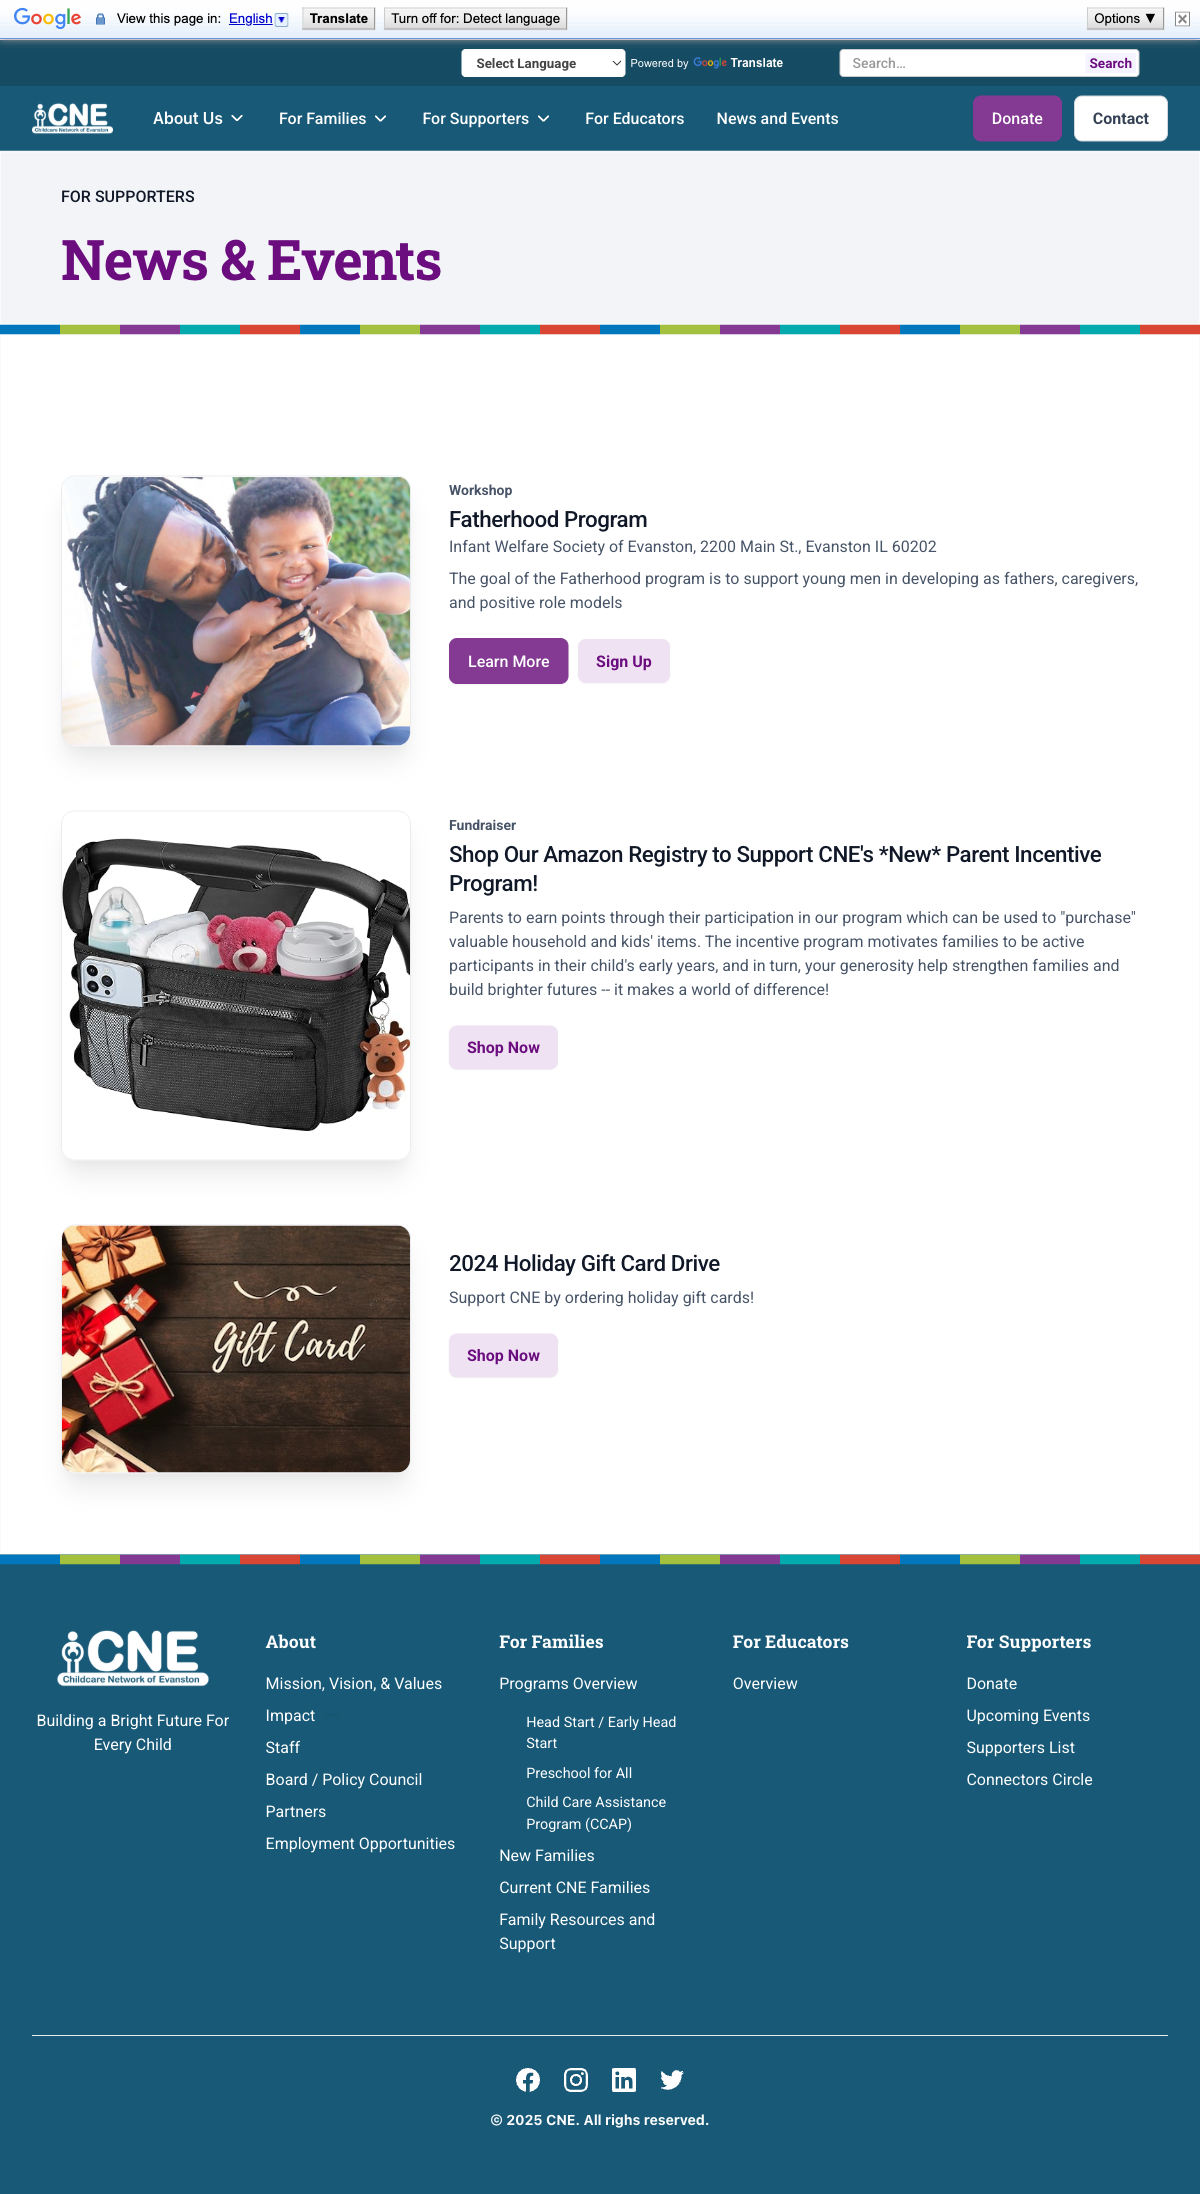 Google View this page in: English ▼ Translate Turn off for: Detect language Options ▼
Select Language Powered by Google Translate Search... Search
CNE
Childcare Network of Evanston
About Us For Families For Supporters For Educators News and Events Donate Contact
FOR SUPPORTERS
News & Events
Workshop
Fatherhood Program
Infant Welfare Society of Evanston, 2200 Main St., Evanston IL 60202
The goal of the Fatherhood program is to support young men in developing as fathers, caregivers,
and positive role models
Learn More Sign Up
Fundraiser
Shop Our Amazon Registry to Support CNE's *New* Parent Incentive
Program!
Parents to earn points through their participation in our program which can be used to "purchase"
valuable household and kids' items. The incentive program motivates families to be active
participants in their child's early years, and in turn, your generosity help strengthen families and
build brighter futures -- it makes a world of difference!
Shop Now
Gift Card
2024 Holiday Gift Card Drive
Support CNE by ordering holiday gift cards!
Shop Now
CNE
Childcare Network of Evanston
Building a Bright Future For
Every Child
About
Mission, Vision, & Values
Impact
Staff
Board / Policy Council
Partners
Employment Opportunities
For Families
Programs Overview
Head Start / Early Head
Start
Preschool for All
Child Care Assistance
Program (CCAP)
New Families
Current CNE Families
Family Resources and
Support
For Educators
Overview
For Supporters
Donate
Upcoming Events
Supporters List
Connectors Circle
© 2025 CNE. All righs reserved.